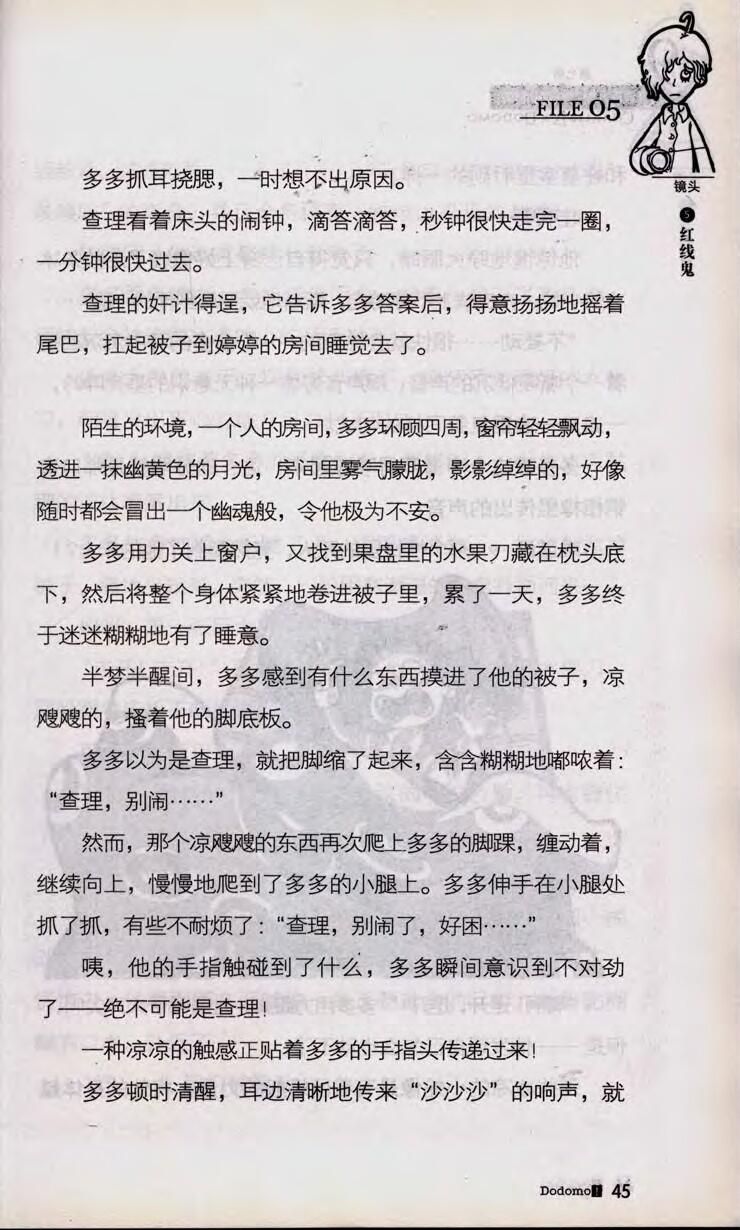 FILE 05
镜头
5
红线鬼
多多抓耳挠腮，一时想不出原因。
查理看着床头的闹钟，滴答滴答，秒钟很快走完一圈，
一分钟很快过去。
查理的奸计得逞，它告诉多多答案后，得意扬扬地摇着
尾巴，扛起被子到婷婷的房间睡觉去了。
陌生的环境，一个人的房间，多多环顾四周，窗帘轻轻飘动，
透进一抹幽黄色的月光，房间里雾气朦胧，影影绰绰的，好像
随时都会冒出一个幽魂般，令他极为不安。
多多用力关上窗户，又找到果盘里的水果刀藏在枕头底
下，然后将整个身体紧紧地卷进被子里，累了一天，多多终
于迷迷糊糊地有了睡意。
半梦半醒间，多多感到有什么东西摸进了他的被子，凉
飕飕的，搔着他的脚底板。
多多以为是查理，就把脚缩了起来，含含糊糊地嘟哝着：
“查理，别闹……”
然而，那个凉飕飕的东西再次爬上多多的脚踝，缠动着，
继续向上，慢慢地爬到了多多的小腿上。多多伸手在小腿处
抓了抓，有些不耐烦了：“查理，别闹了，好困……”
咦，他的手指触碰到了什么，多多瞬间意识到不对劲
了——绝不可能是查理！
一种凉凉的触感正贴着多多的手指头传递过来！
多多顿时清醒，耳边清晰地传来“沙沙沙”的响声，就
Dodomo 45